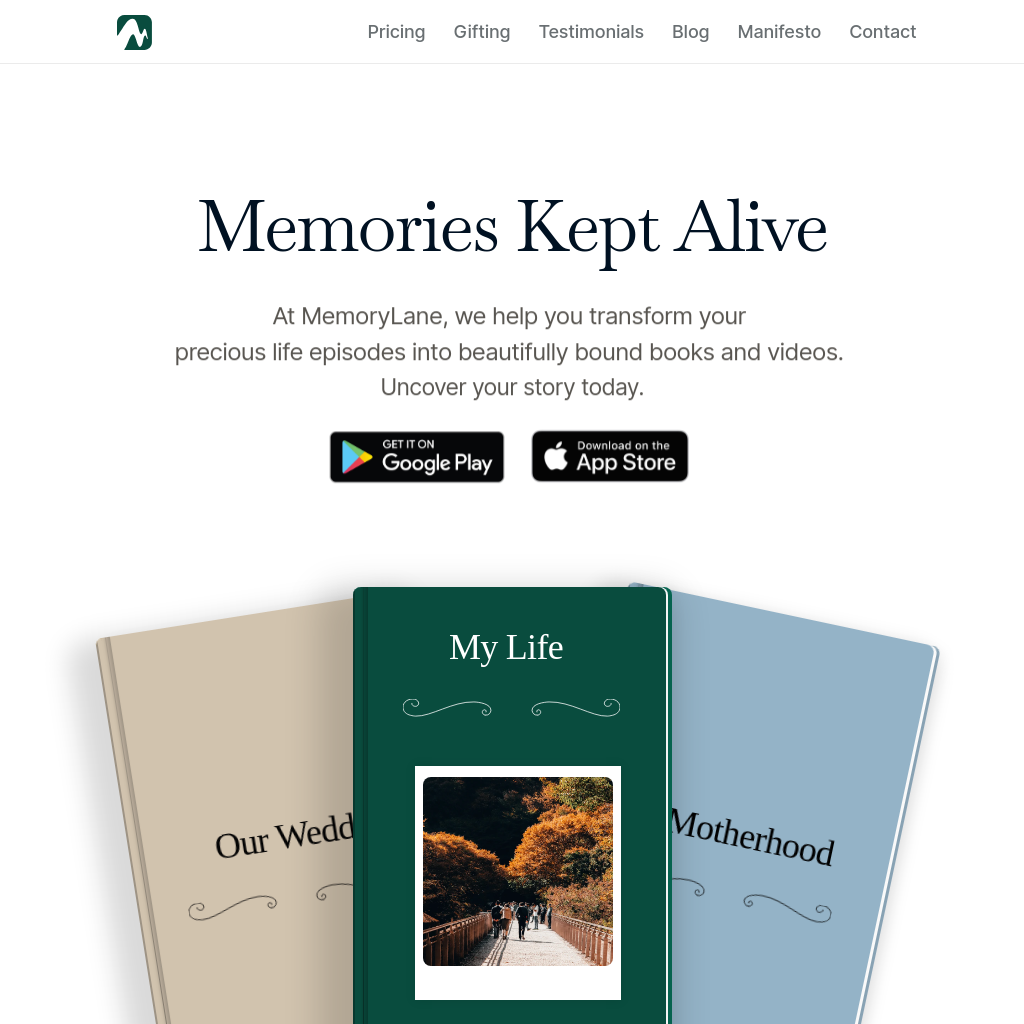 Pricing Gifting Testimonials Blog Manifesto Contact
Memories Kept Alive
At MemoryLane, we help you transform your
precious life episodes into beautifully bound books and videos.
Uncover your story today.
GET IT ON
Google Play
Download on the
App Store
My Life
Our Wedd
Motherhood